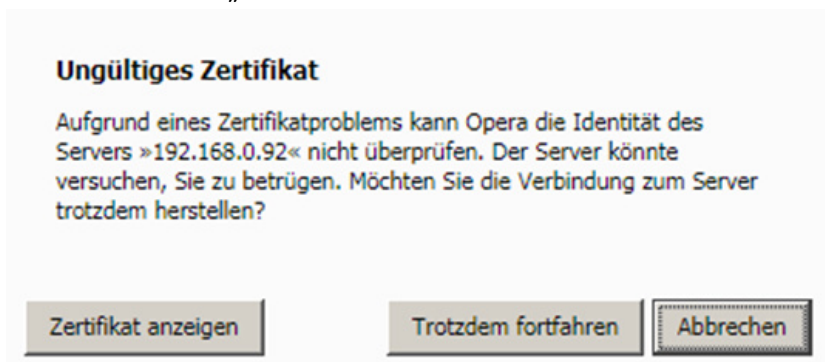 Ungültiges Zertifikat
Aufgrund eines Zertifikatproblems kann Opera die Identität des
Servers »192.168.0.92« nicht überprüfen. Der Server könnte
versuchen, Sie zu betrügen. Möchten Sie die Verbindung zum Server
trotzdem herstellen?
Zertifikat anzeigen
Trotzdem fortfahren
Abbrechen